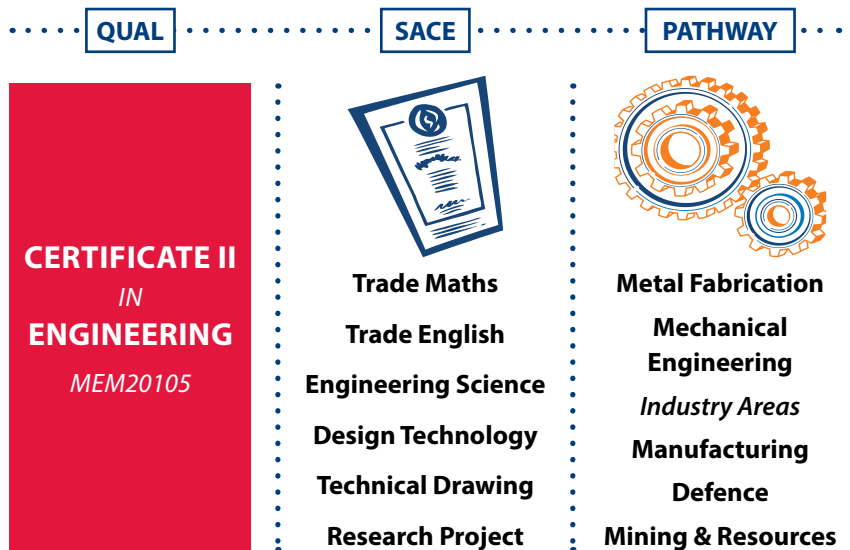 QUAL
SACE
PATHWAY
CERTIFICATE II
IN
ENGINEERING
MEM20105
Trade Maths
Trade English
Engineering Science
Design Technology
Technical Drawing
Research Project
Metal Fabrication
Mechanical
Engineering
Industry Areas
Manufacturing
Defence
Mining & Resources